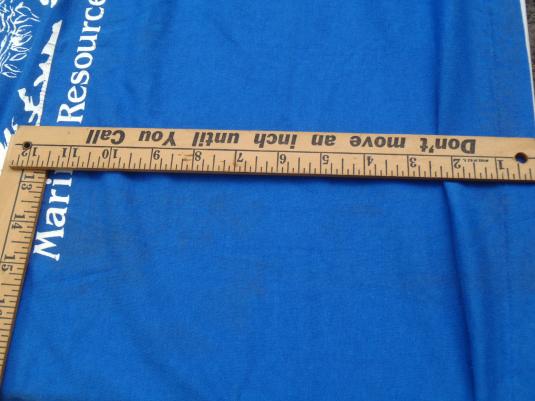 Resource
Mari
Don't move an inch until You Call
1 2 3 4 5 6 7 8 9 10 11 12
13 14 15